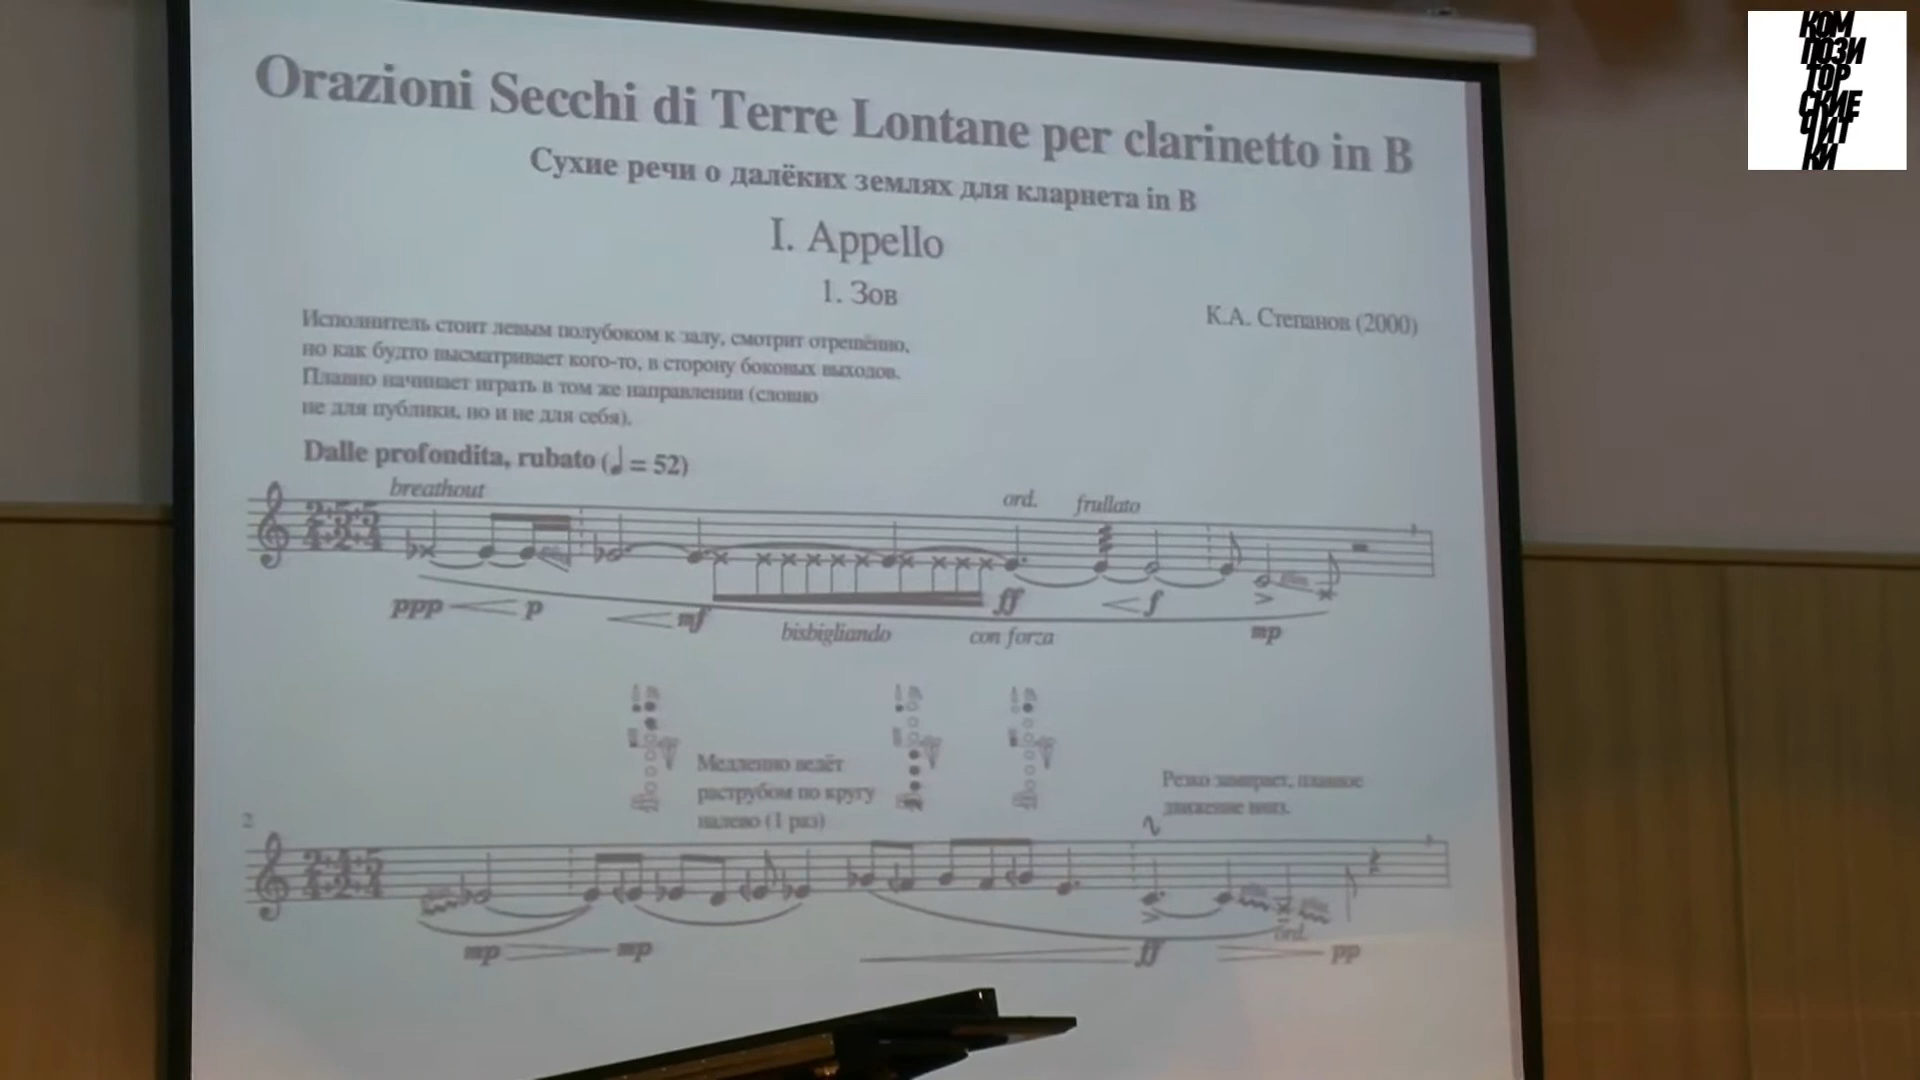 Orazioni Secchi di Terre Lontane per clarinetto in B
Сухие речи о далёких землях для кларнета in B
I. Appello
1. Зов
К.А. Степанов (2000)
Исполнитель стоит левым полубоком к залу, смотрит отрешённо,
но как будто высматривает кого-то, в сторону боковых выходов.
Плавно начинает играть в том же направлении (словно
не для публики, но и не для себя).
Dalle profondita, rubato (♩ = 52)
breathout
ord.
frullato
ppp
p
mf
ff
f
mp
bisbigliando
con forza
Медленно ведёт
раструбом по кругу
налево (1 раз)
Резко замирает, плавное
движение вниз.
2
ord.
mp
mp
ff
pp
КОМ
ПОЗИ
ТОР
СКИЕ
ЧИТ
КИ